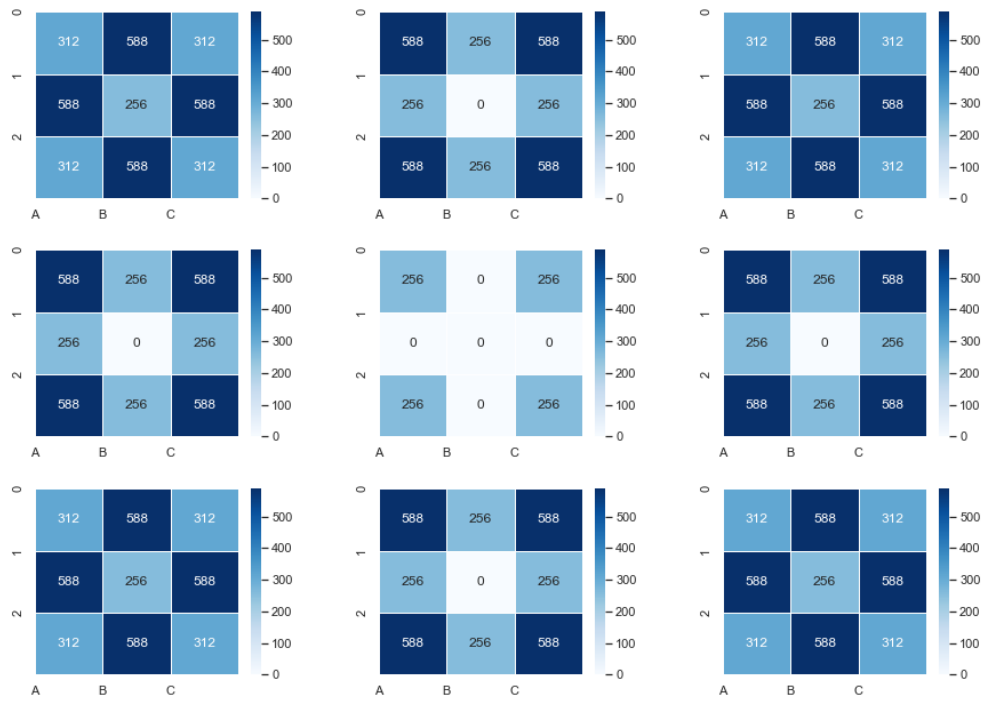 0 312 588 312 500 0 588 256 588 500 0 312 588 312 500
400 400 400
1 588 256 588 300 1 256 0 256 300 1 588 256 588 300
200 200 200
2 312 588 312 100 2 588 256 588 100 2 312 588 312 100
0 0 0
A B C A B C A B C
0 588 256 588 500 0 256 0 256 500 0 588 256 588 500
400 400 400
1 256 0 256 300 1 0 0 0 300 1 256 0 256 300
200 200 200
2 588 256 588 100 2 256 0 256 100 2 588 256 588 100
0 0 0
A B C A B C A B C
0 312 588 312 500 0 588 256 588 500 0 312 588 312 500
400 400 400
1 588 256 588 300 1 256 0 256 300 1 588 256 588 300
200 200 200
2 312 588 312 100 2 588 256 588 100 2 312 588 312 100
0 0 0
A B C A B C A B C